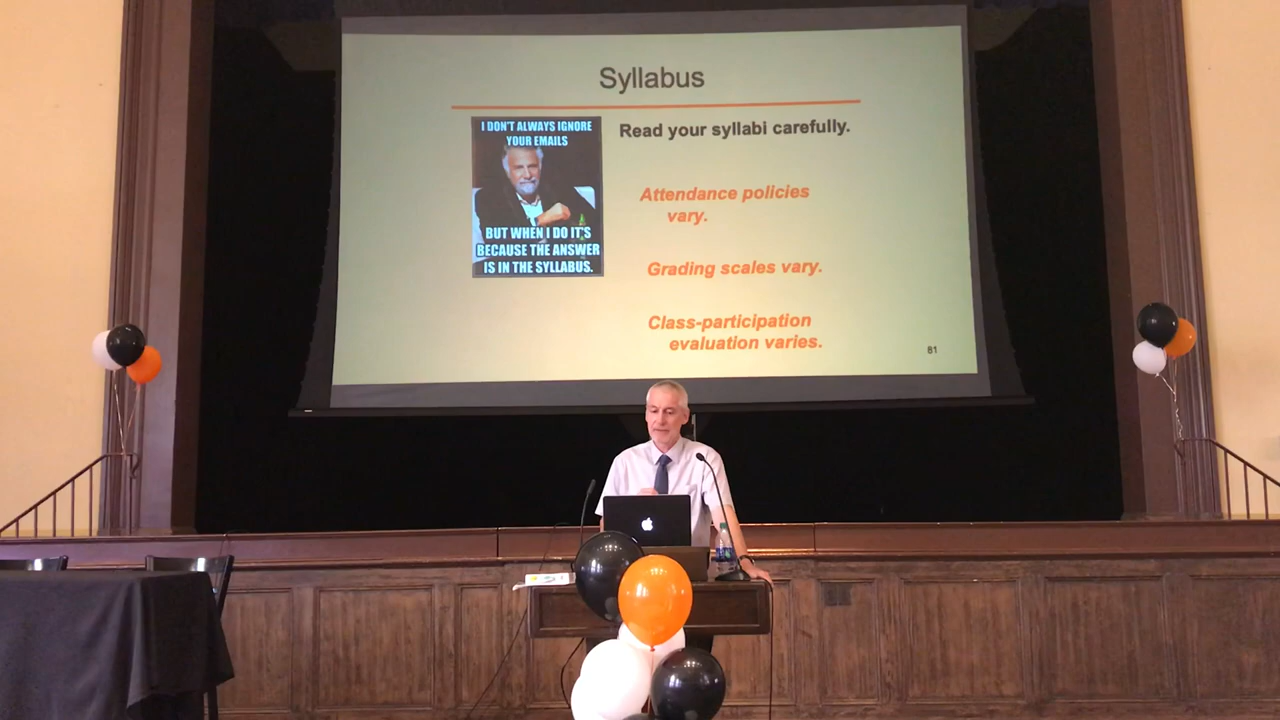 Syllabus
I DON'T ALWAYS IGNORE
YOUR EMAILS
BUT WHEN I DO IT'S
BECAUSE THE ANSWER
IS IN THE SYLLABUS.
Read your syllabi carefully.
Attendance policies
vary.
Grading scales vary.
Class-participation
evaluation varies.
81